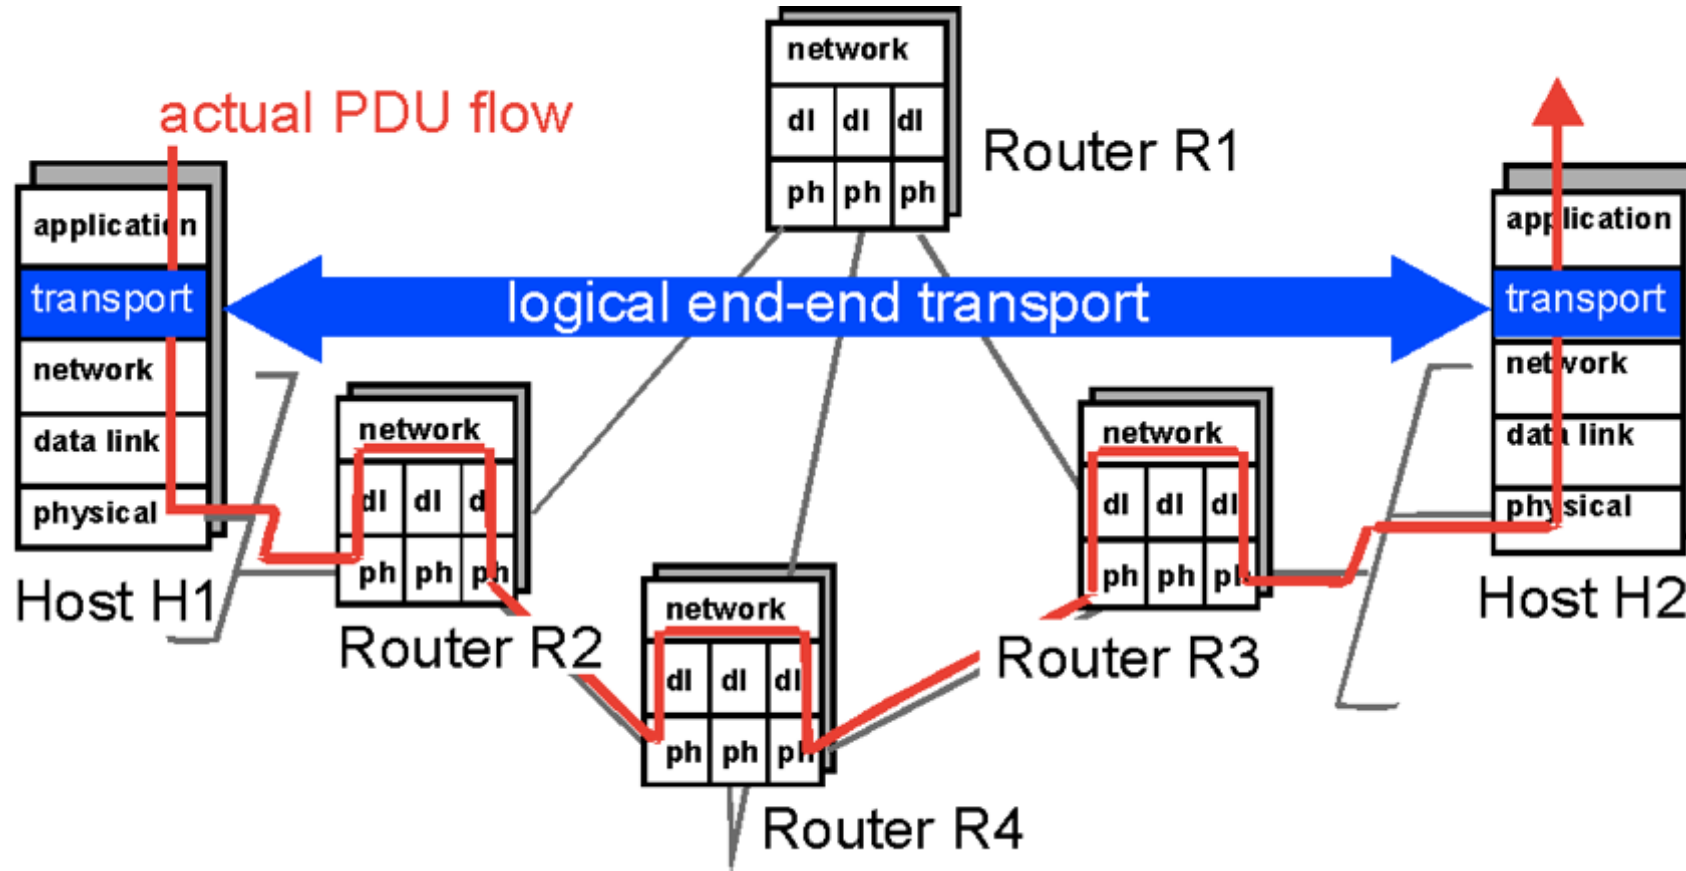 network
dl dl dl
ph ph ph
Router R1
actual PDU flow
application
transport
network
data link
physical
Host H1
logical end-end transport
application
transport
network
data link
physical
Host H2
network
dl dl dl
ph ph ph
Router R2
network
dl dl dl
ph ph ph
Router R3
network
dl dl dl
ph ph ph
Router R4